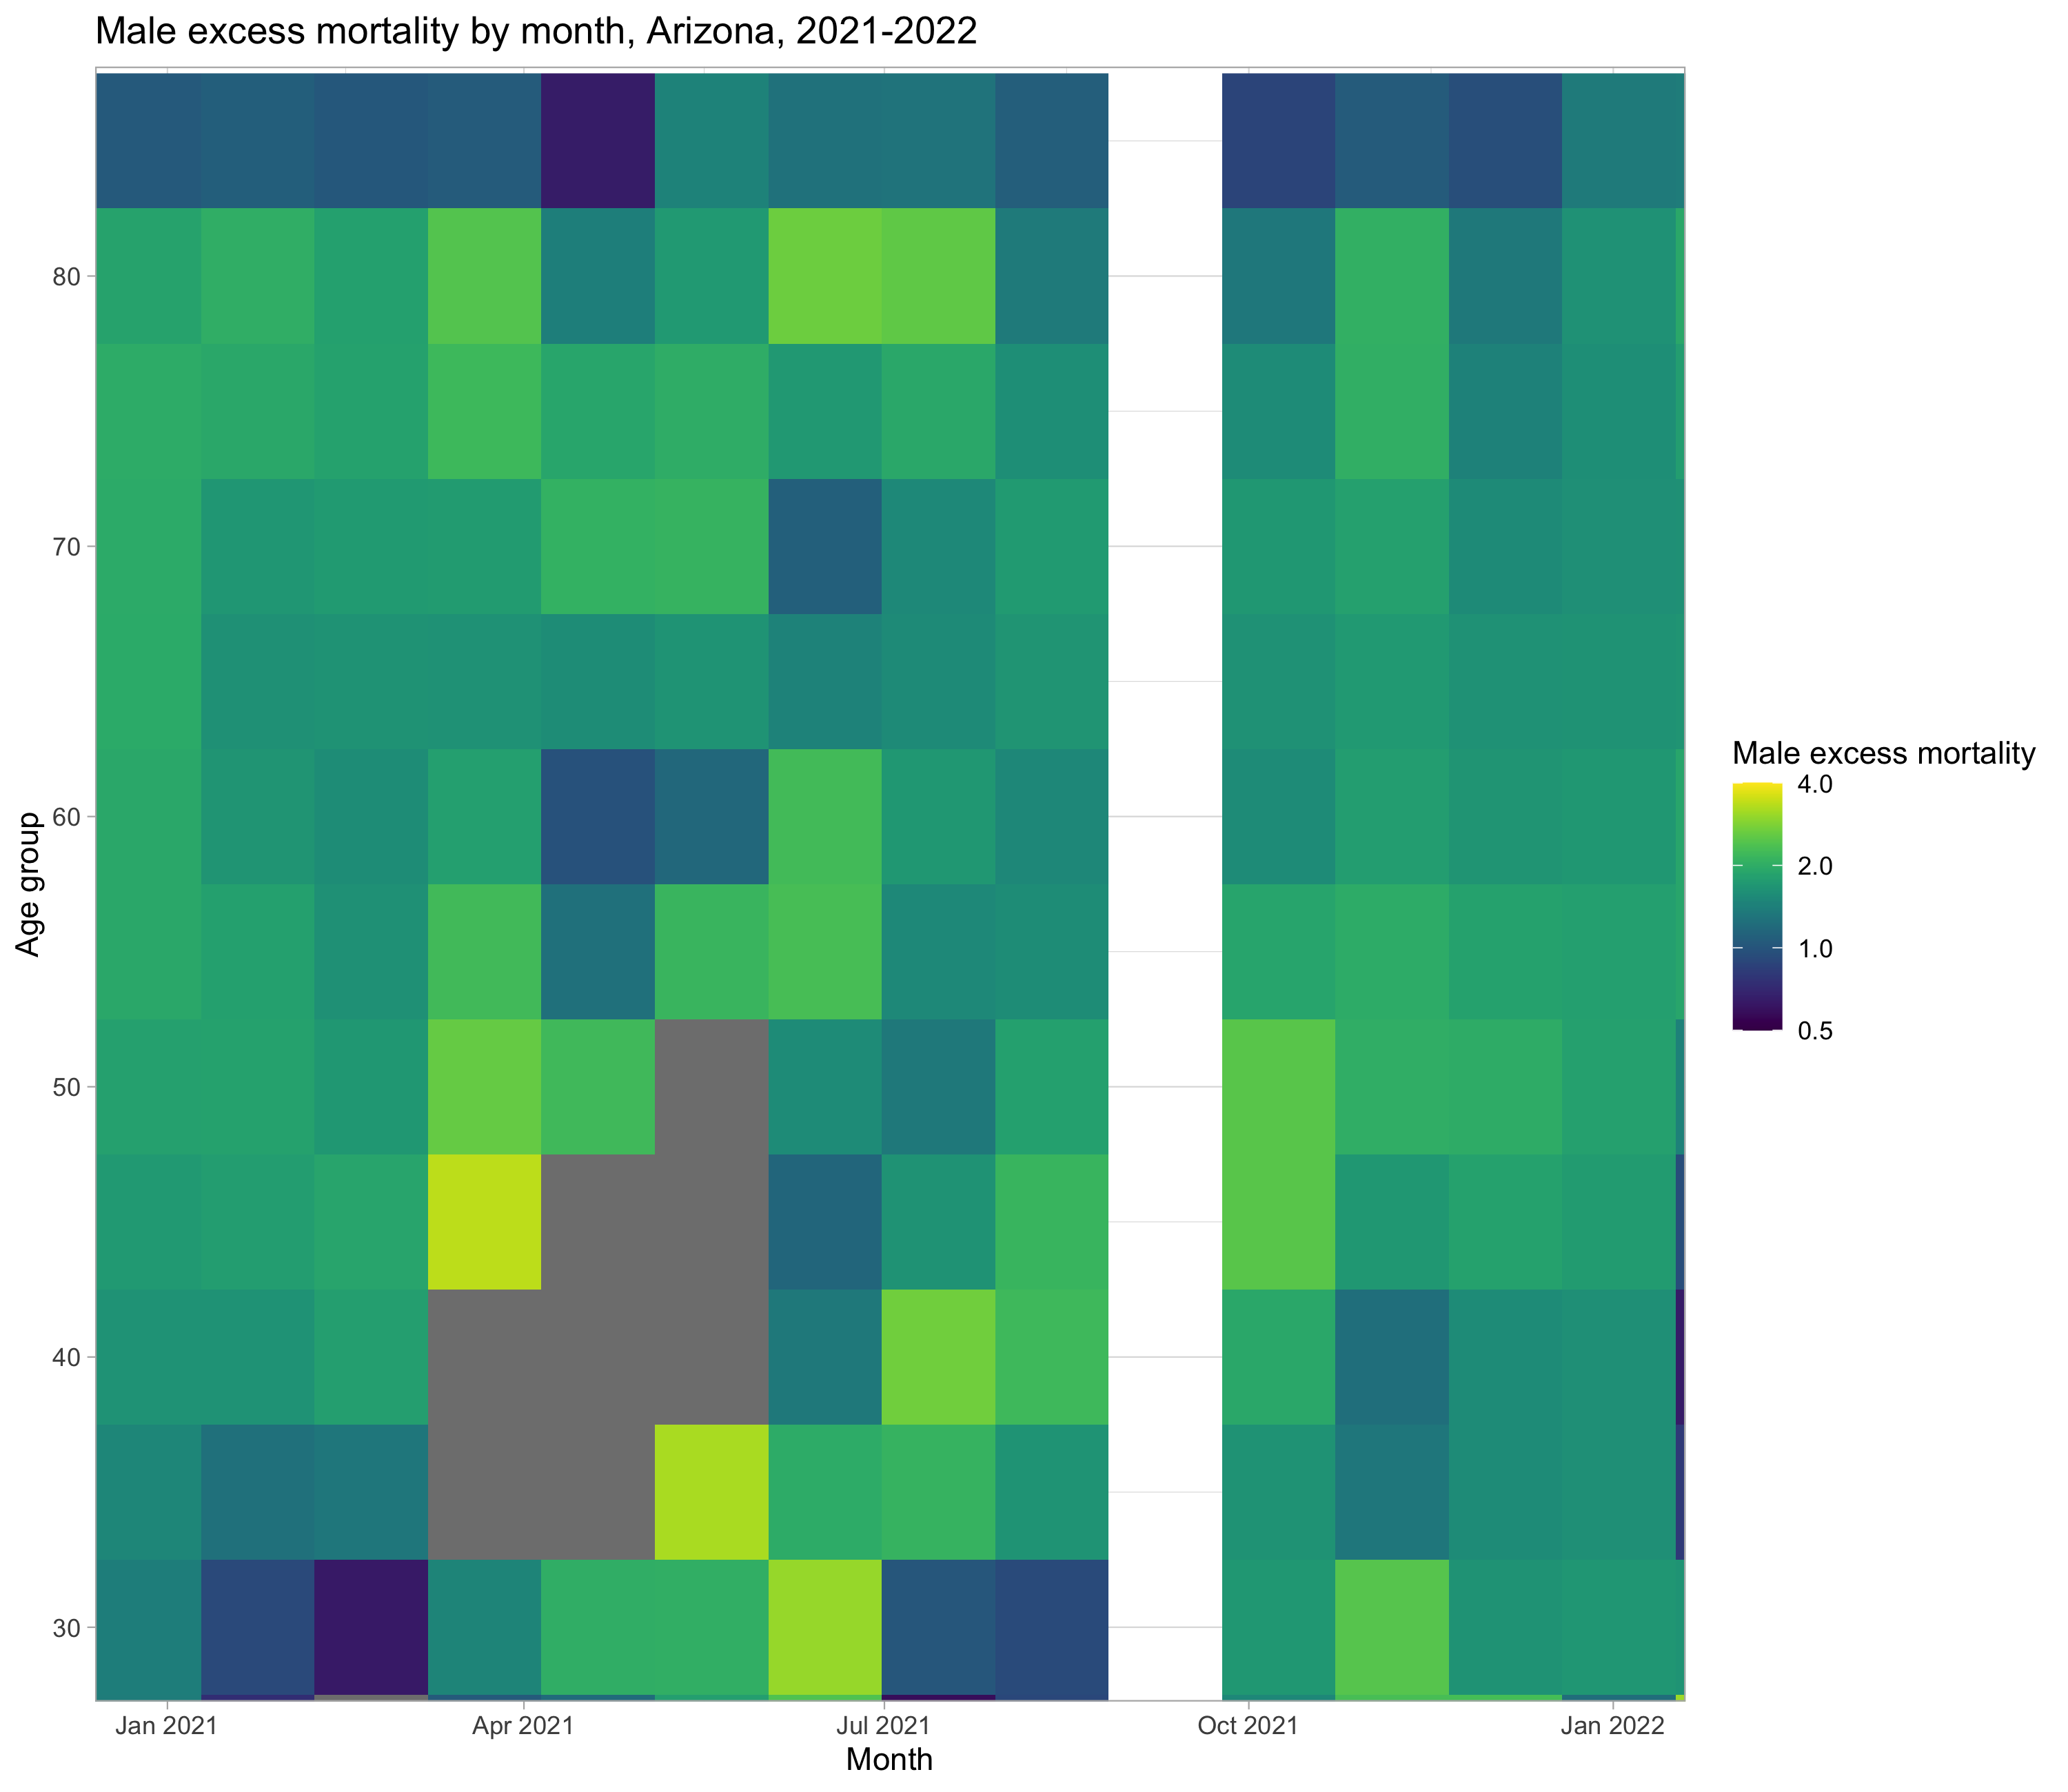 Male excess mortality by month, Arizona, 2021-2022
80
70
60
50
40
30
Age group
Jan 2021
Apr 2021
Jul 2021
Oct 2021
Jan 2022
Month
Male excess mortality
4.0
2.0
1.0
0.5